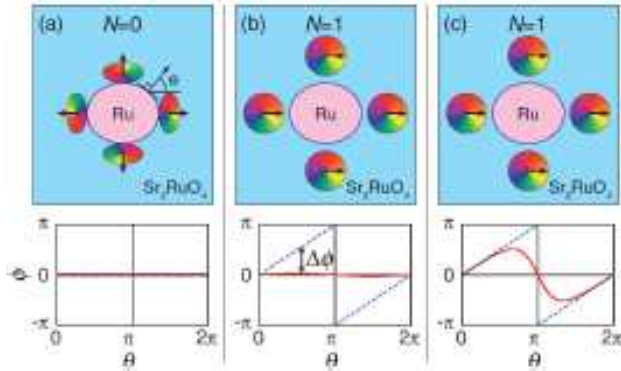 (a) N=0
θ
Ru
Sr₂RuO₄
(b) N=1
Ru
Sr₂RuO₄
(c) N=1
Ru
Sr₂RuO₄
ϕ
π
0
-π
0 π 2π
θ
π
0
-π
Δϕ
0 π 2π
θ
π
0
-π
0 π 2π
θ